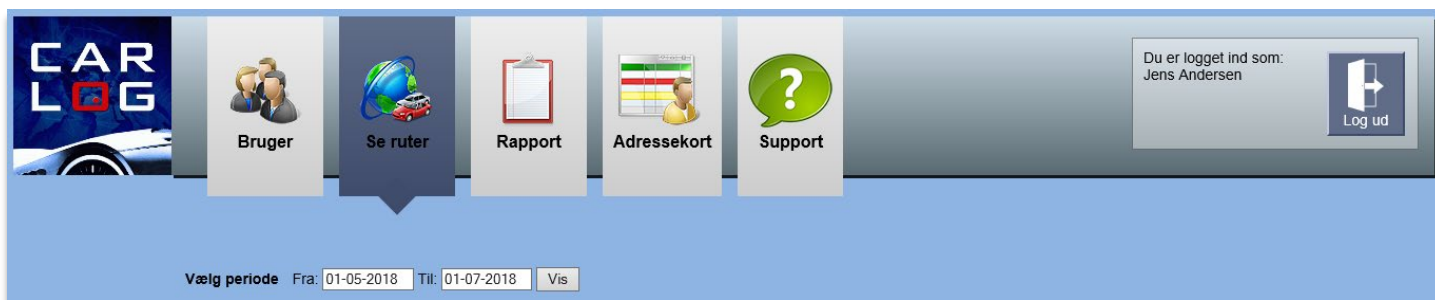 CAR
LOG
Bruger
Se ruter
Rapport
Adressekort
?
Support
Du er logget ind som:
Jens Andersen
Log ud
Vælg periode Fra: 01-05-2018 Til: 01-07-2018 Vis